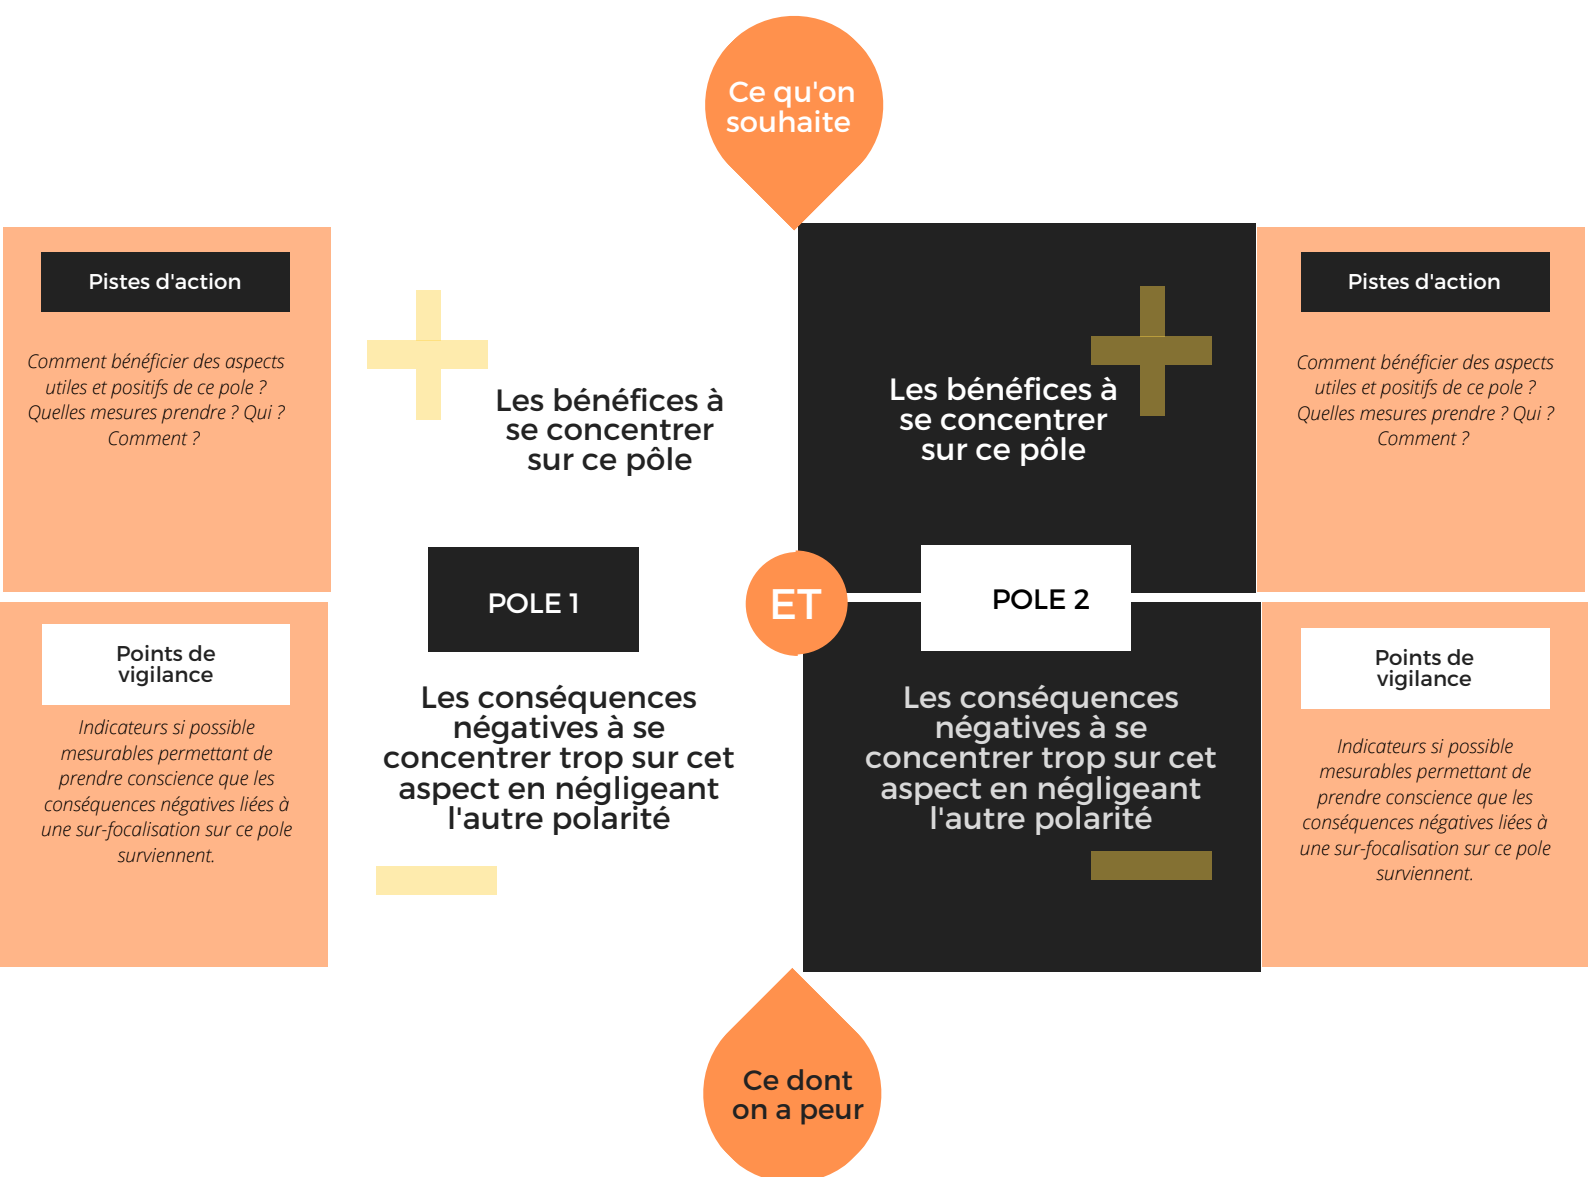 Ce qu'on
souhaite
Pistes d'action
Comment bénéficier des aspects
utiles et positifs de ce pole ?
Quelles mesures prendre ? Qui ?
Comment ?
Les bénéfices à
se concentrer
sur ce pôle
Les bénéfices à
se concentrer
sur ce pôle
Pistes d'action
Comment bénéficier des aspects
utiles et positifs de ce pole ?
Quelles mesures prendre ? Qui ?
Comment ?
POLE 1
ET
POLE 2
Points de
vigilance
Indicateurs si possible
mesurables permettant de
prendre conscience que les
conséquences négatives liées à
une sur-focalisation sur ce pole
surviennent.
Les conséquences
négatives à se
concentrer trop sur cet
aspect en négligeant
l'autre polarité
Les conséquences
négatives à se
concentrer trop sur cet
aspect en négligeant
l'autre polarité
Points de
vigilance
Indicateurs si possible
mesurables permettant de
prendre conscience que les
conséquences négatives liées à
une sur-focalisation sur ce pole
surviennent.
Ce dont
on a peur